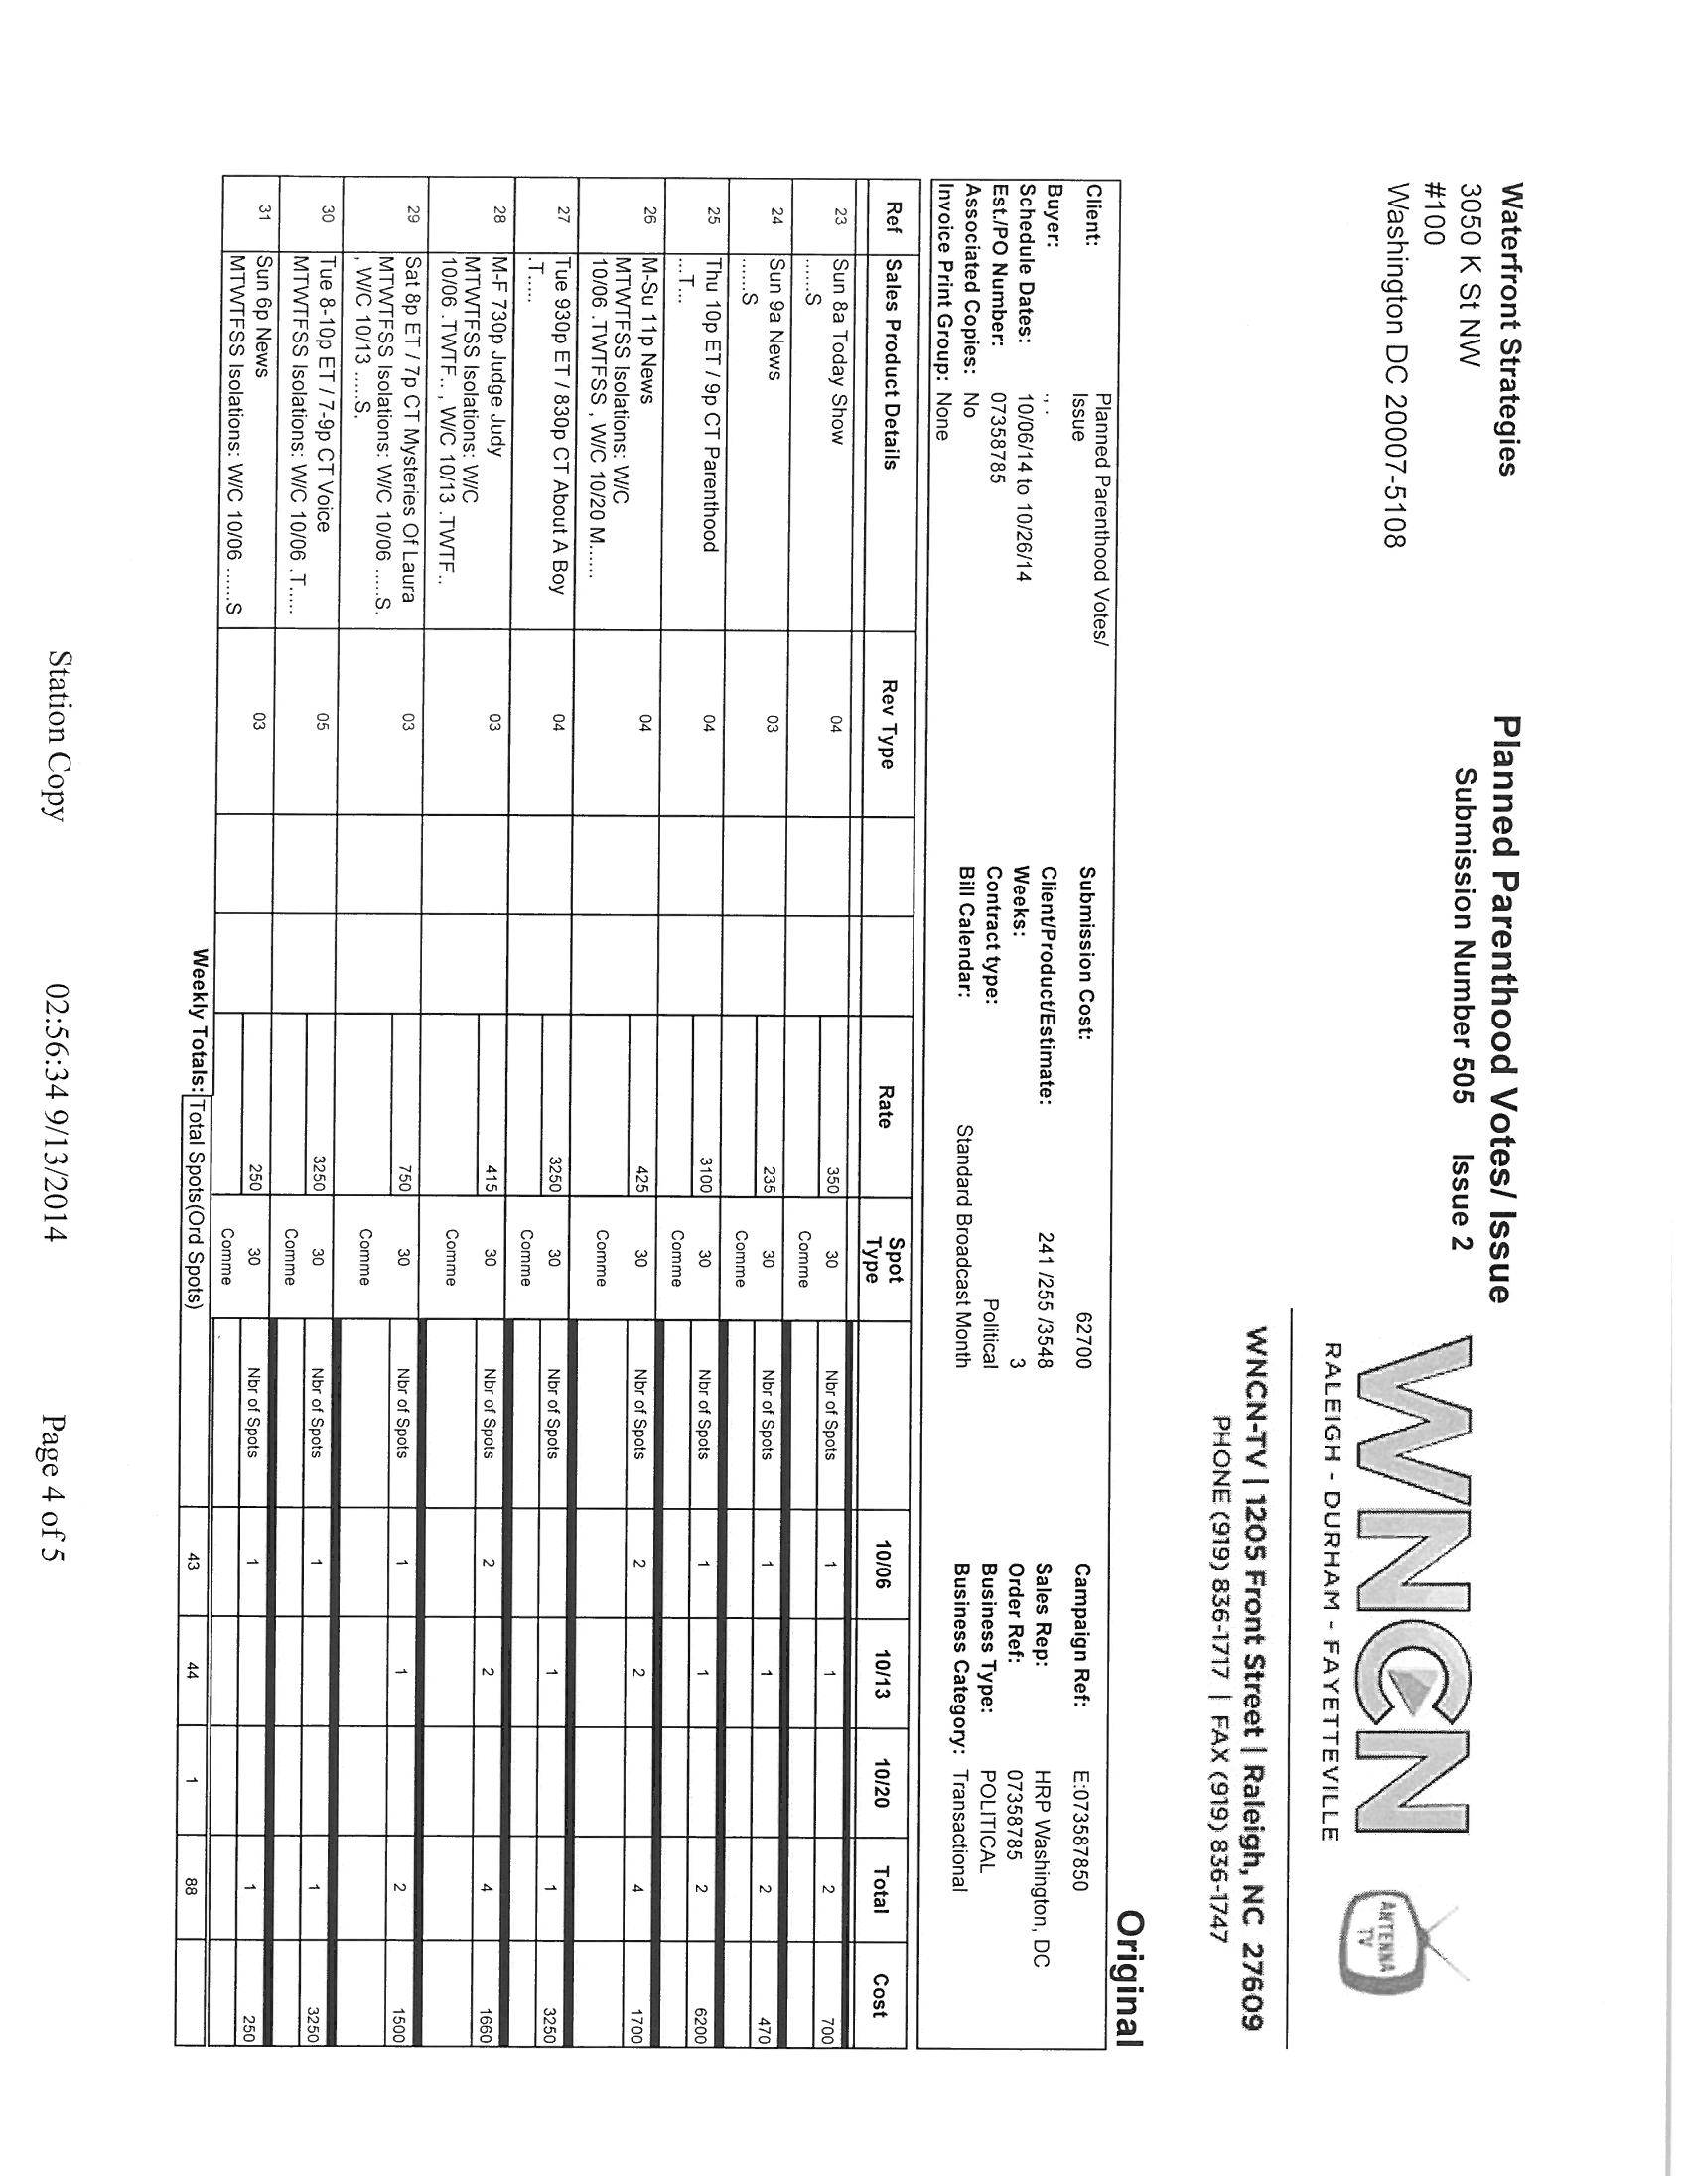 Waterfront Strategies
3050 K St NW
#100
Washington DC 20007-5108
Planned Parenthood Votes/ Issue
Submission Number 505 Issue 2
WNCN
RALEIGH - DURHAM - FAYETTEVILLE
ANTENNA
TV
WNCN-TV | 1205 Front Street | Raleigh, NC 27609
PHONE (919) 836-1717 | FAX (919) 836-1747
Original
Client: Planned Parenthood Votes/
Issue
Buyer: ., .
Schedule Dates: 10/06/14 to 10/26/14
Est./PO Number: 07358785
Associated Copies: No
Invoice Print Group: None
Submission Cost: 62700
Client/Product/Estimate: 241 /255 /3548
Weeks: 3
Contract type: Political
Bill Calendar: Standard Broadcast Month
Campaign Ref: E:073587850
Sales Rep: HRP Washington, DC
Order Ref: 07358785
Business Type: POLITICAL
Business Category: Transactional
Ref Sales Product Details Rev Type Rate Spot Type 10/06 10/13 10/20 Total Cost
23 Sun 8a Today Show 04 350 30 Nbr of Spots 1 1 2 700
......S Comme
24 Sun 9a News 03 235 30 Nbr of Spots 1 1 2 470
......S Comme
25 Thu 10p ET / 9p CT Parenthood 04 3100 30 Nbr of Spots 1 1 2 6200
...T... Comme
26 M-Su 11p News 04 425 30 Nbr of Spots 2 2 4 1700
MTWTFSS Isolations: W/C
10/06 .TWTFSS , W/C 10/20 M...... Comme
27 Tue 930p ET / 830p CT About A Boy 04 3250 30 Nbr of Spots 1 1 3250
.T..... Comme
28 M-F 730p Judge Judy 03 415 30 Nbr of Spots 2 2 4 1660
MTWTFSS Isolations: W/C
10/06 .TWTF.. , W/C 10/13 .TWTF.. Comme
29 Sat 8p ET / 7p CT Mysteries Of Laura 03 750 30 Nbr of Spots 1 1 2 1500
MTWTFSS Isolations: W/C 10/06 .....S.
, W/C 10/13 .....S. Comme
30 Tue 8-10p ET / 7-9p CT Voice 05 3250 30 Nbr of Spots 1 1 3250
MTWTFSS Isolations: W/C 10/06 .T..... Comme
31 Sun 6p News 03 250 30 Nbr of Spots 1 1 250
MTWTFSS Isolations: W/C 10/06 ......S Comme
Weekly Totals: Total Spots(Ord Spots) 43 44 1 88
Station Copy 02:56:34 9/13/2014 Page 4 of 5